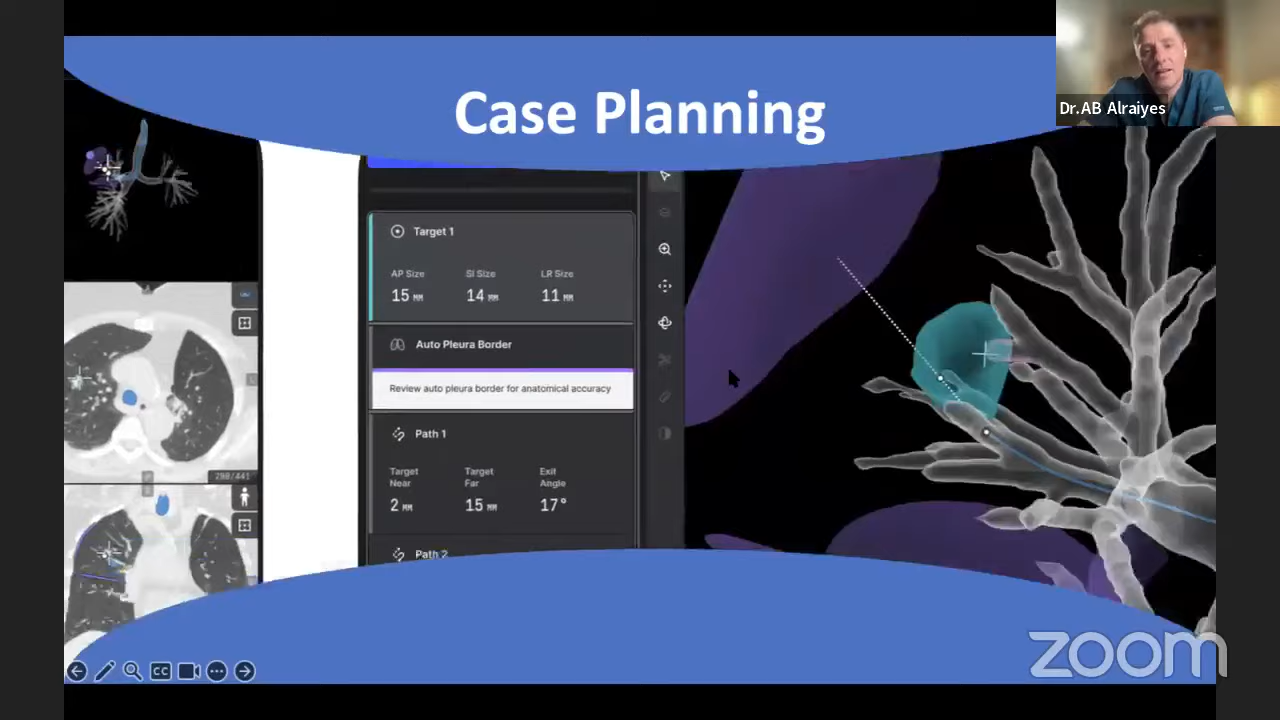 Case Planning
Dr.AB Alraiyes
Target 1
AP Size SI Size LR Size
15 MM 14 MM 11 MM
Auto Pleura Border
Review auto pleura border for anatomical accuracy
Path 1
Target Near Target Far Exit Angle
2 MM 15 MM 17°
Path 2
CC
zoom